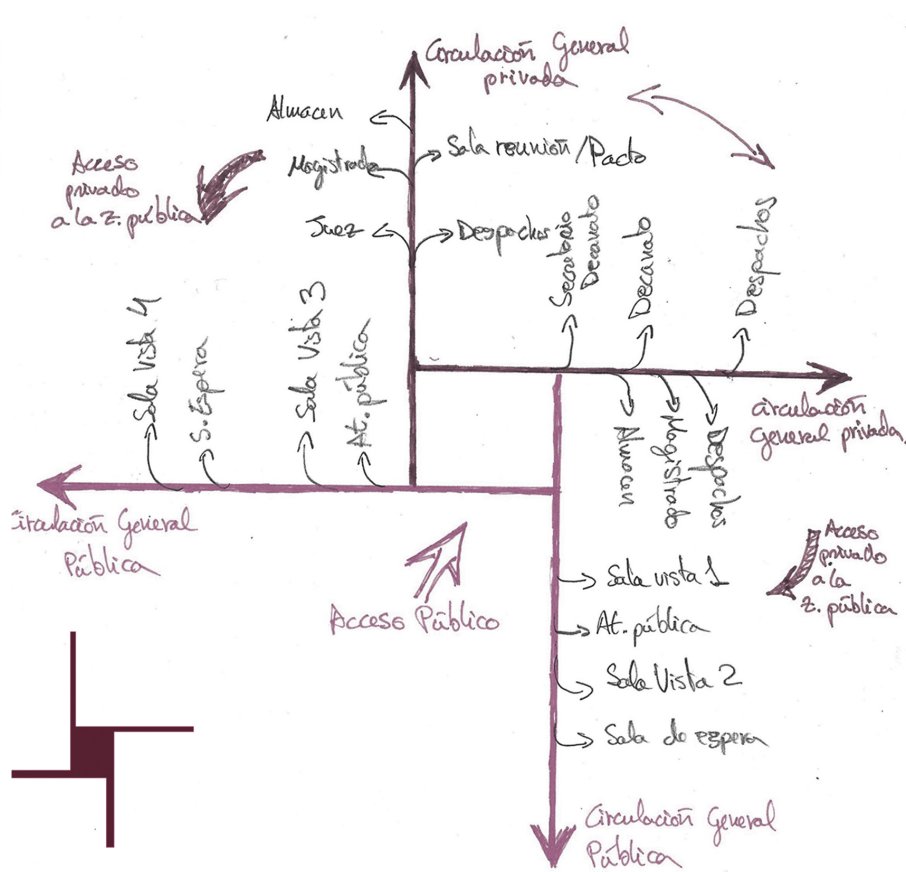 Circulación General
privada
Almacen
Sala reunión/Pacto
Magistrado
Juez
Despachos
Acceso
privado
a la z. pública
Secretario
Decanato
Decanato
Despachos
Sala Vista 4
S. Espera
Sala Vista 3
At. pública
Circulación
General privada
Almacen
Magistrado
Despachos
Circulación General
Pública
Acceso Público
Acceso
privado
a la
z. pública
Sala vista 1
At. pública
Sala Vista 2
Sala de espera
Circulación General
Pública